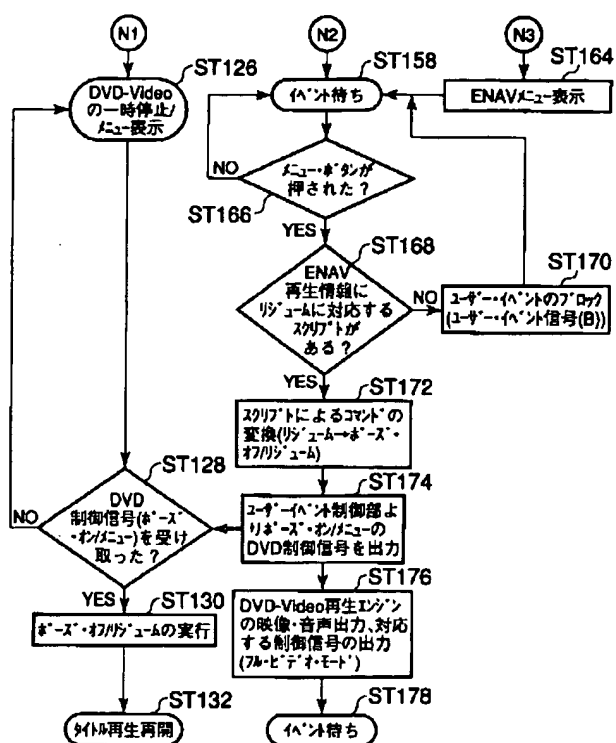 N1
N2
N3
ST126
DVD-Video
の一時停止/
メニュー表示
ST158
イベント待ち
ST164
ENAVメニュー表示
NO
メニュー・ボタンが
押された?
ST166
YES
ST168
ENAV
再生情報に
リジュームに対応する
スクリプトが
ある?
NO
ST170
ユーザー・イベントのブロック
(ユーザー・イベント信号(B))
YES
ST172
スクリプトによるコマンドの
変換(リジューム→ポーズ・
オフ/リジューム)
ST128
DVD
制御信号(ポーズ・
オン/メニュー)を受け
取った?
NO
ST174
ユーザーイベント制御部よ
りポーズ・オン/メニューの
DVD制御信号を出力
YES
ST130
ポーズ・オフ/リジュームの実行
ST176
DVD-Video再生エンジン
の映像・音声出力、対応
する制御信号の出力
(フル・ビデオ・モード)
ST132
タイトル再生再開
ST178
イベント待ち